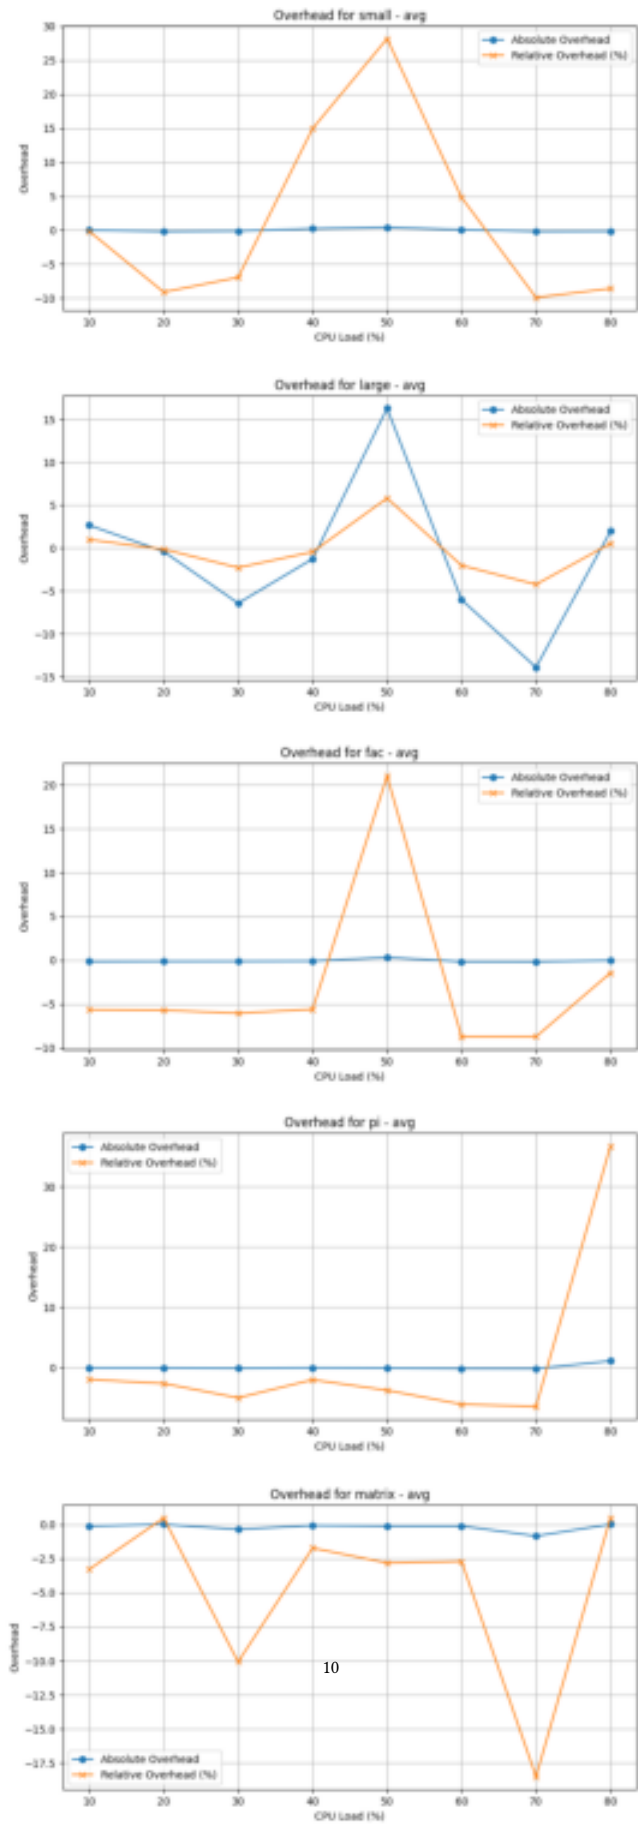 Overhead for small - avg
Absolute Overhead
Relative Overhead (%)
30
25
20
15
10
5
0
−5
−10
Overhead
10 20 30 40 50 60 70 80
CPU Load (%)
Overhead for large - avg
Absolute Overhead
Relative Overhead (%)
15
10
5
0
−5
−10
−15
Overhead
10 20 30 40 50 60 70 80
CPU Load (%)
Overhead for fac - avg
Absolute Overhead
Relative Overhead (%)
20
15
10
5
0
−5
−10
Overhead
10 20 30 40 50 60 70 80
CPU Load (%)
Overhead for pi - avg
Absolute Overhead
Relative Overhead (%)
30
20
10
0
Overhead
10 20 30 40 50 60 70 80
CPU Load (%)
Overhead for matrix - avg
0.0
−2.5
−5.0
−7.5
−10.0
−12.5
−15.0
−17.5
Overhead
10
Absolute Overhead
Relative Overhead (%)
10 20 30 40 50 60 70 80
CPU Load (%)